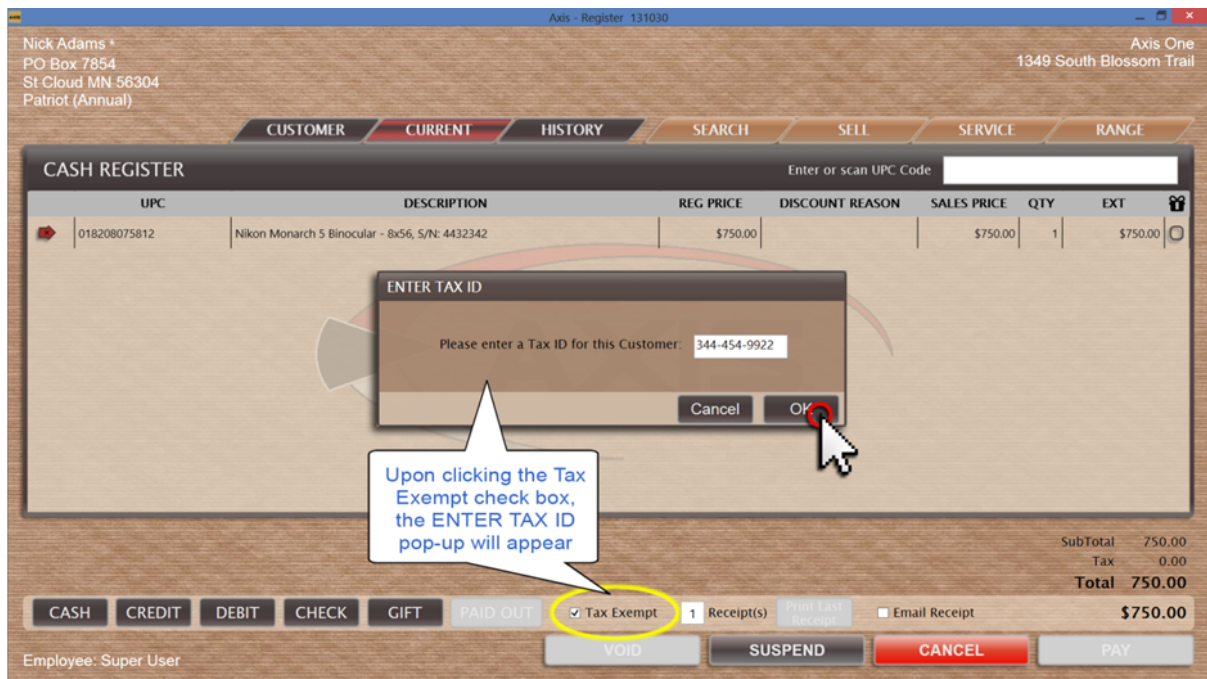 AXIS
Axis - Register 131030
Nick Adams *
PO Box 7854
St Cloud MN 56304
Patriot (Annual)
Axis One
1349 South Blossom Trail
CUSTOMER CURRENT HISTORY SEARCH SELL SERVICE RANGE
CASH REGISTER Enter or scan UPC Code
UPC DESCRIPTION REG PRICE DISCOUNT REASON SALES PRICE QTY EXT
018208075812 Nikon Monarch 5 Binocular - 8x56, S/N: 4432342 $750.00 $750.00 1 $750.00
AXIS
ENTER TAX ID
Please enter a Tax ID for this Customer: 344-454-9922
Cancel OK
Upon clicking the Tax
Exempt check box,
the ENTER TAX ID
pop-up will appear
SubTotal 750.00
Tax 0.00
Total 750.00
CASH CREDIT DEBIT CHECK GIFT PAID OUT Tax Exempt 1 Receipt(s) Print Last Receipt Email Receipt $750.00
Employee: Super User
VOID SUSPEND CANCEL PAY